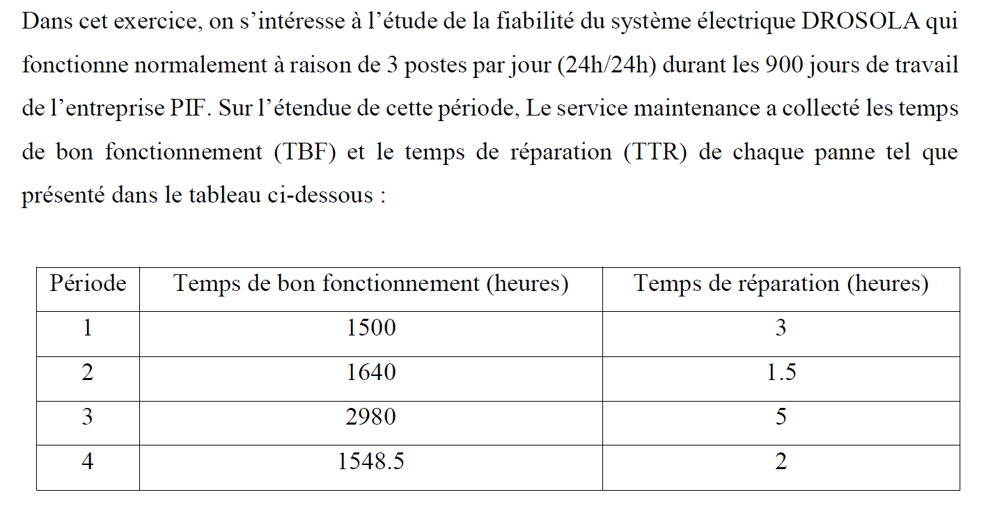 Dans cet exercice, on s’intéresse à l’étude de la fiabilité du système électrique DROSOLA qui
fonctionne normalement à raison de 3 postes par jour (24h/24h) durant les 900 jours de travail
de l’entreprise PIF. Sur l’étendue de cette période, Le service maintenance a collecté les temps
de bon fonctionnement (TBF) et le temps de réparation (TTR) de chaque panne tel que
présenté dans le tableau ci-dessous :
Période Temps de bon fonctionnement (heures) Temps de réparation (heures)
1 1500 3
2 1640 1.5
3 2980 5
4 1548.5 2